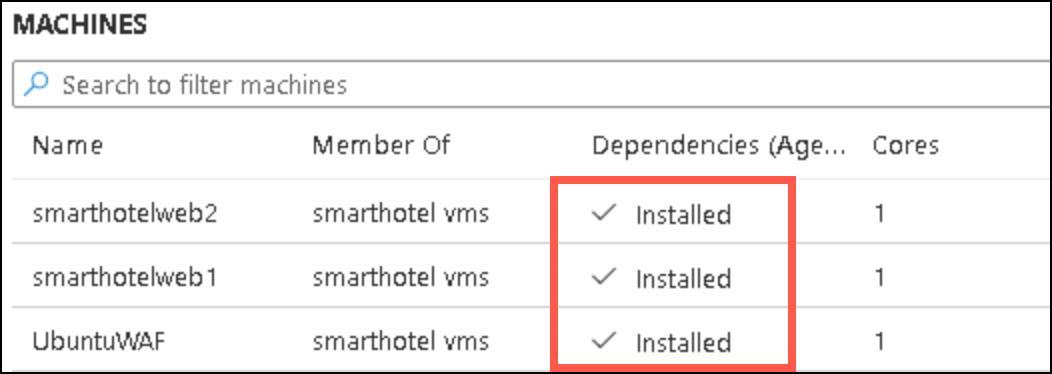 MACHINES
Search to filter machines
Name Member Of Dependencies (Age... Cores
smarthotelweb2 smarthotel vms Installed 1
smarthotelweb1 smarthotel vms Installed 1
UbuntuWAF smarthotel vms Installed 1